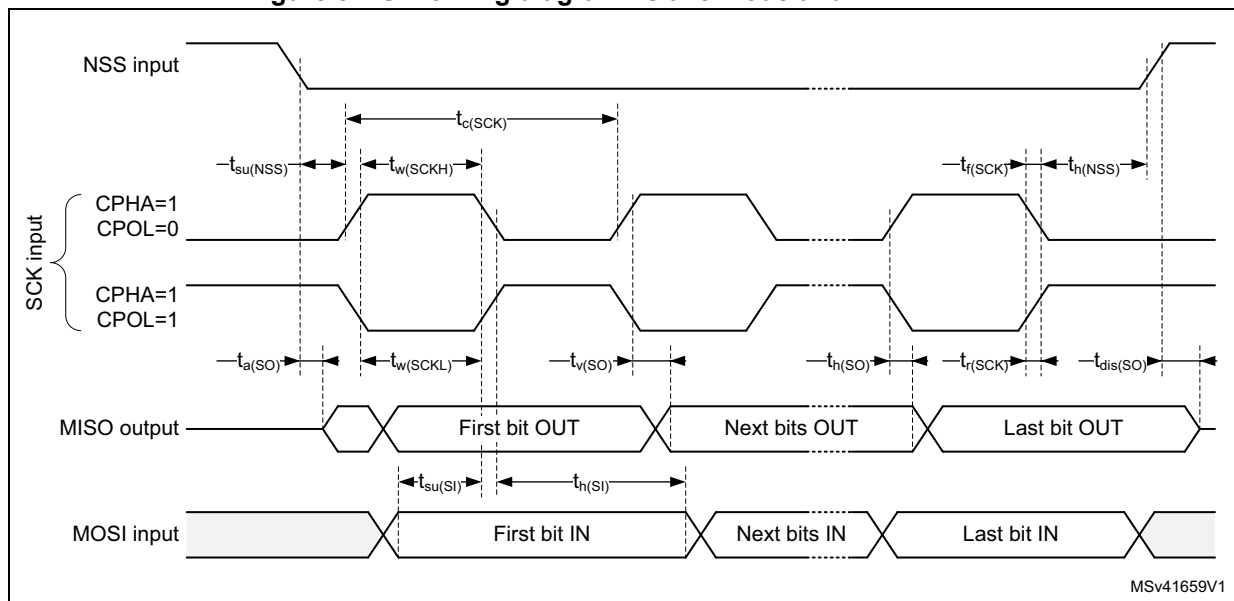 NSS input
tc(SCK)
tsu(NSS)
tw(SCKH)
tf(SCK)
th(NSS)
SCK input
CPHA=1
CPOL=0
CPHA=1
CPOL=1
ta(SO)
tw(SCKL)
tv(SO)
th(SO)
tr(SCK)
tdis(SO)
MISO output
First bit OUT
Next bits OUT
Last bit OUT
tsu(SI)
th(SI)
MOSI input
First bit IN
Next bits IN
Last bit IN
MSv41659V1